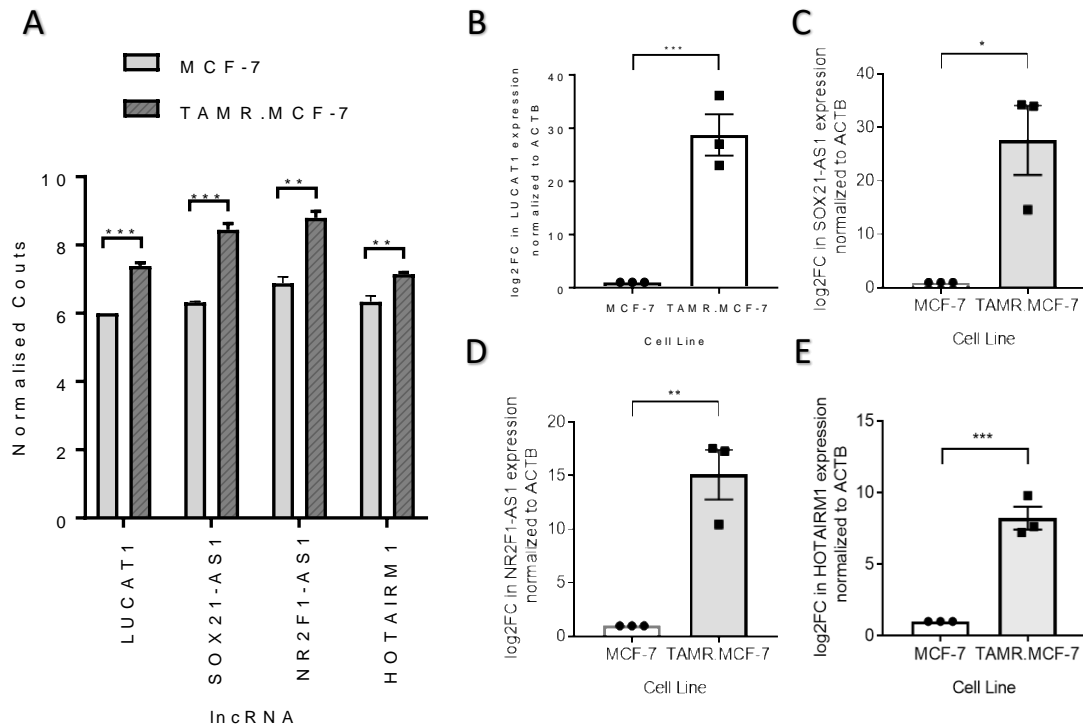 A
MCF-7
TAMR.MCF-7
Normalised Couts
10
8
6
4
2
0
***
***
**
**
LUCAT1
SOX21-AS1
NR2F1-AS1
HOTAIRM1
lncRNA
B
***
log2FC in LUCAT1 expression
normalized to ACTB
40
30
20
10
0
MCF-7
TAMR.MCF-7
Cell Line
C
*
log2FC in SOX21-AS1 expression
normalized to ACTB
40
30
20
10
0
MCF-7
TAMR.MCF-7
Cell Line
D
**
log2FC in NR2F1-AS1 expression
normalized to ACTB
20
15
10
5
0
MCF-7
TAMR.MCF-7
Cell Line
E
***
log2FC in HOTAIRM1 expression
normalized to ACTB
15
10
5
0
MCF-7
TAMR.MCF-7
Cell Line